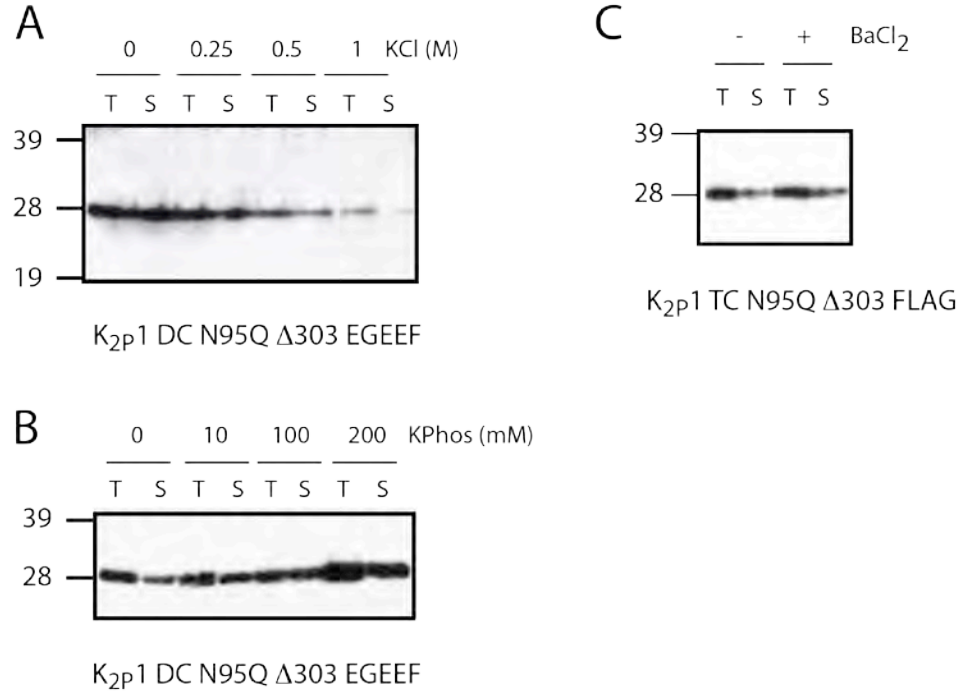 A
0 0.25 0.5 1 KCl (M)
T S T S T S T S
39
28
19
K2P1 DC N95Q Δ303 EGEEF
B
0 10 100 200 KPhos (mM)
T S T S T S T S
39
28
K2P1 DC N95Q Δ303 EGEEF
C
- + BaCl2
T S T S
39
28
K2P1 TC N95Q Δ303 FLAG